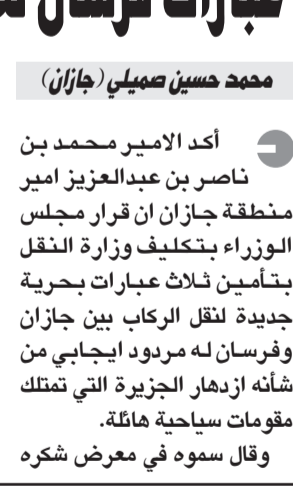 عبارات فرسان
محمد حسين صميلي (جازان)
أكد الامير محمد بن
ناصر بن عبدالعزيز امير
منطقة جازان ان قرار مجلس
الوزراء بتكليف وزارة النقل
بتأمين ثلاث عبارات بحرية
جديدة لنقل الركاب بين جازان
وفرسان له مردود ايجابي من
شأنه ازدهار الجزيرة التي تمتلك
مقومات سياحية هائلة.
وقال سموه في معرض شكره